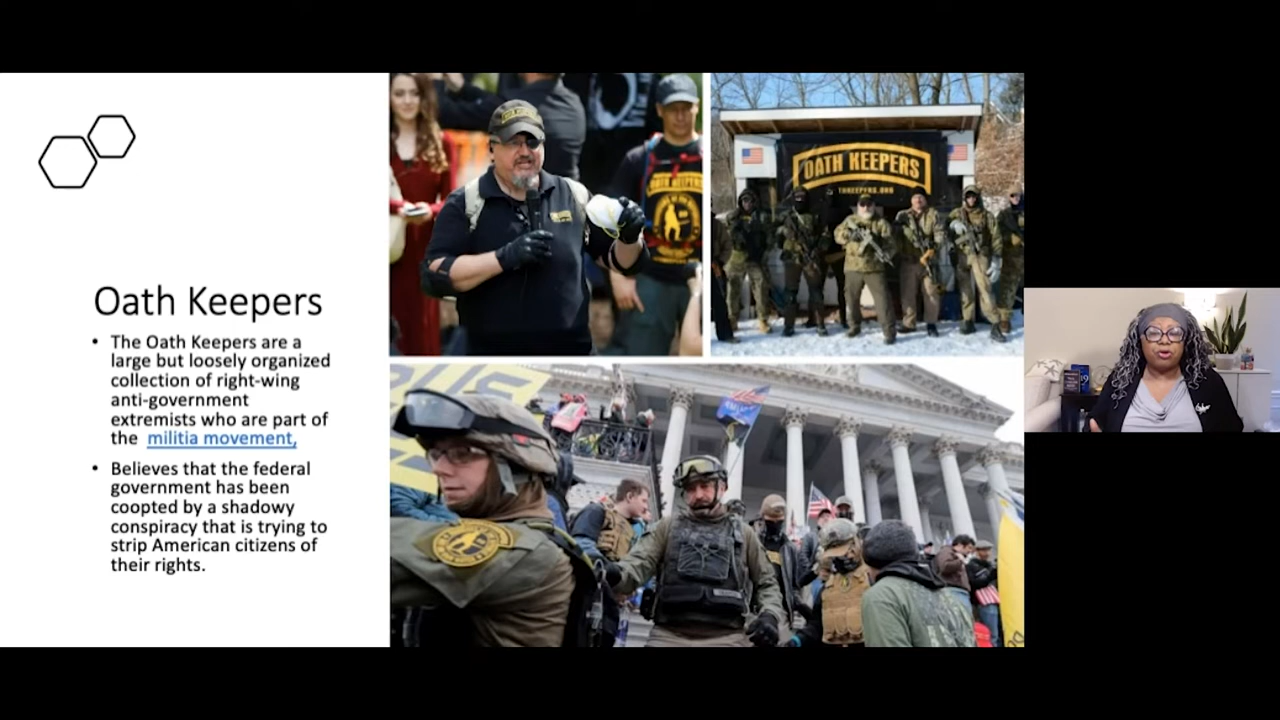 Oath Keepers
• The Oath Keepers are a
large but loosely organized
collection of right-wing
anti-government
extremists who are part of
the militia movement,
• Believes that the federal
government has been
coopted by a shadowy
conspiracy that is trying to
strip American citizens of
their rights.
OATH KEEPERS
OATH KEEPERS